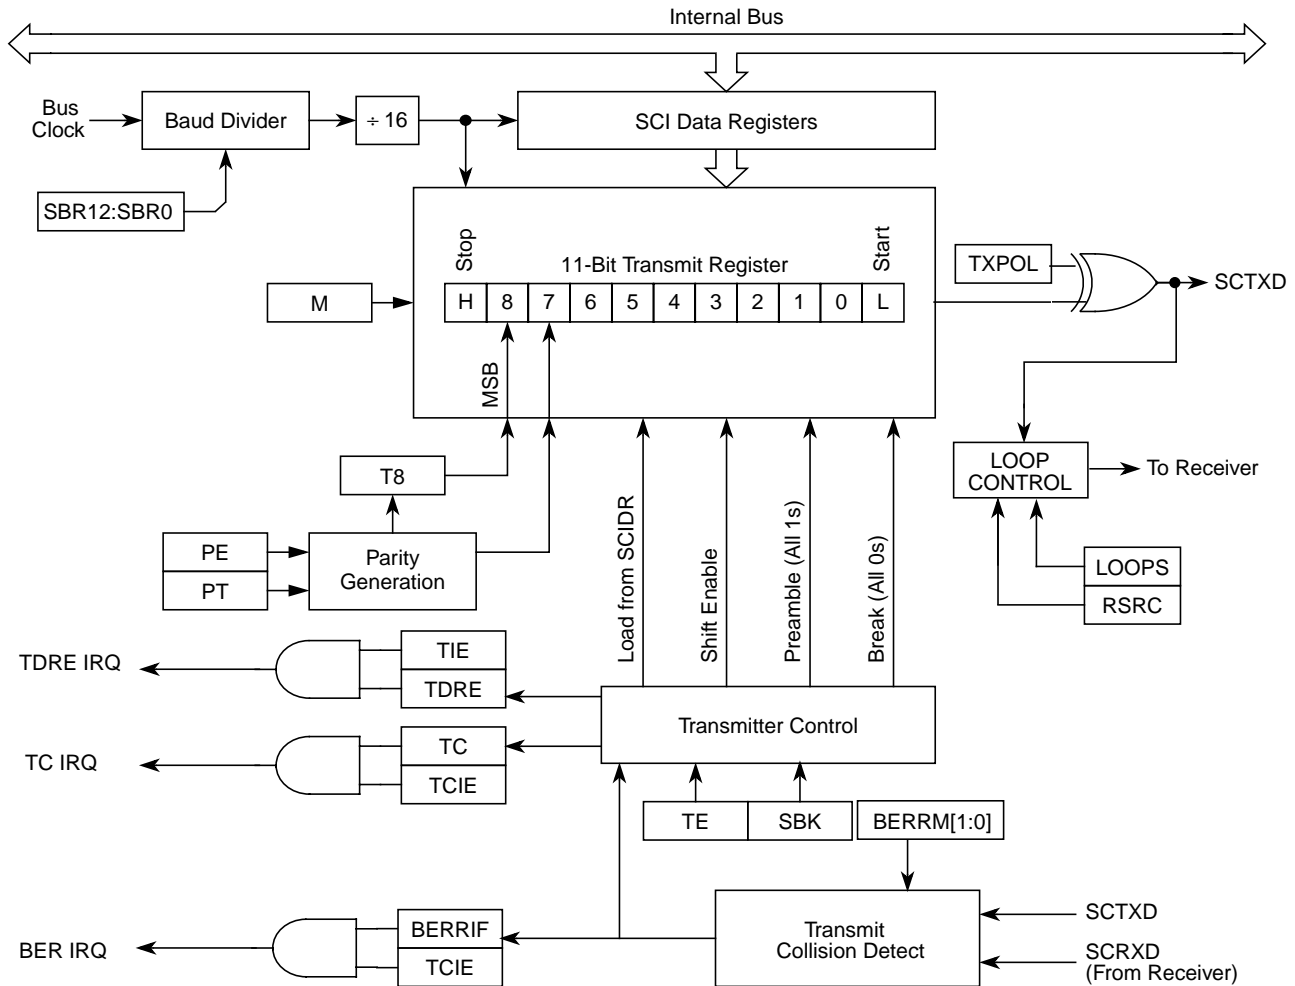 Internal Bus
Bus
Clock
Baud Divider
÷ 16
SCI Data Registers
SBR12:SBR0
Stop
11-Bit Transmit Register
Start
M
H 8 7 6 5 4 3 2 1 0 L
TXPOL
SCTXD
MSB
T8
LOOP
CONTROL
To Receiver
PE
PT
Parity
Generation
Load from SCIDR
Shift Enable
Preamble (All 1s)
Break (All 0s)
LOOPS
RSRC
TDRE IRQ
TIE
TDRE
Transmitter Control
TC IRQ
TC
TCIE
TE
SBK
BERRM[1:0]
BER IRQ
BERRIF
TCIE
Transmit
Collision Detect
SCTXD
SCRXD
(From Receiver)